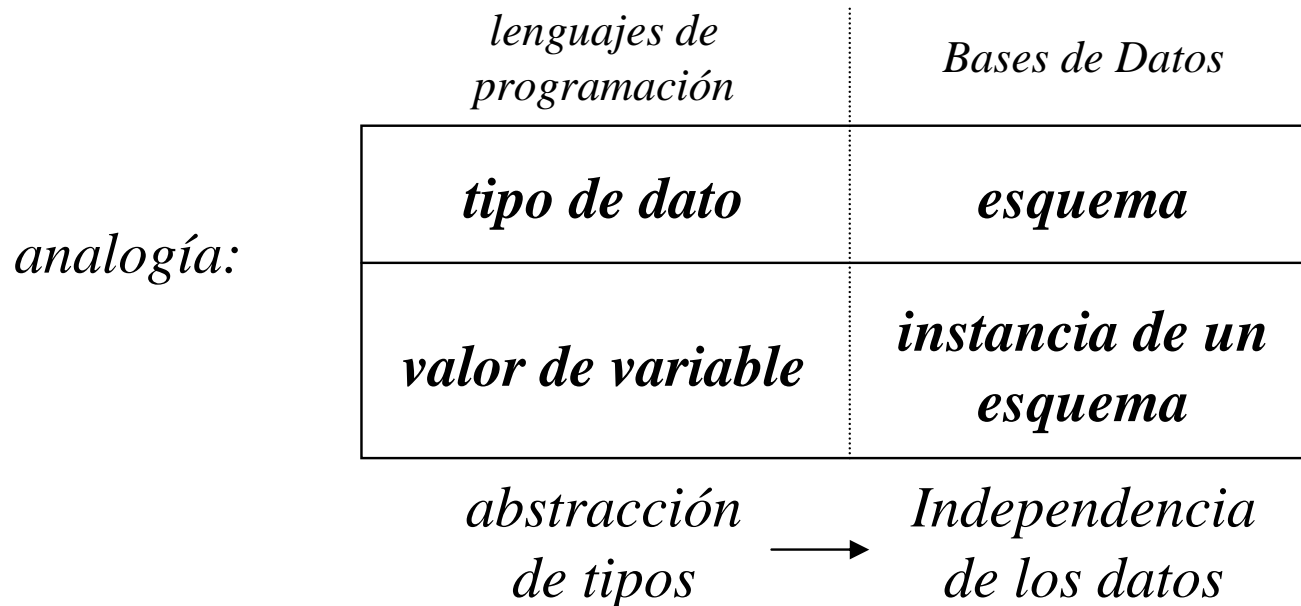 lenguajes de
programación
Bases de Datos
analogía:
tipo de dato
esquema
valor de variable
instancia de un
esquema
abstracción
de tipos
Independencia
de los datos